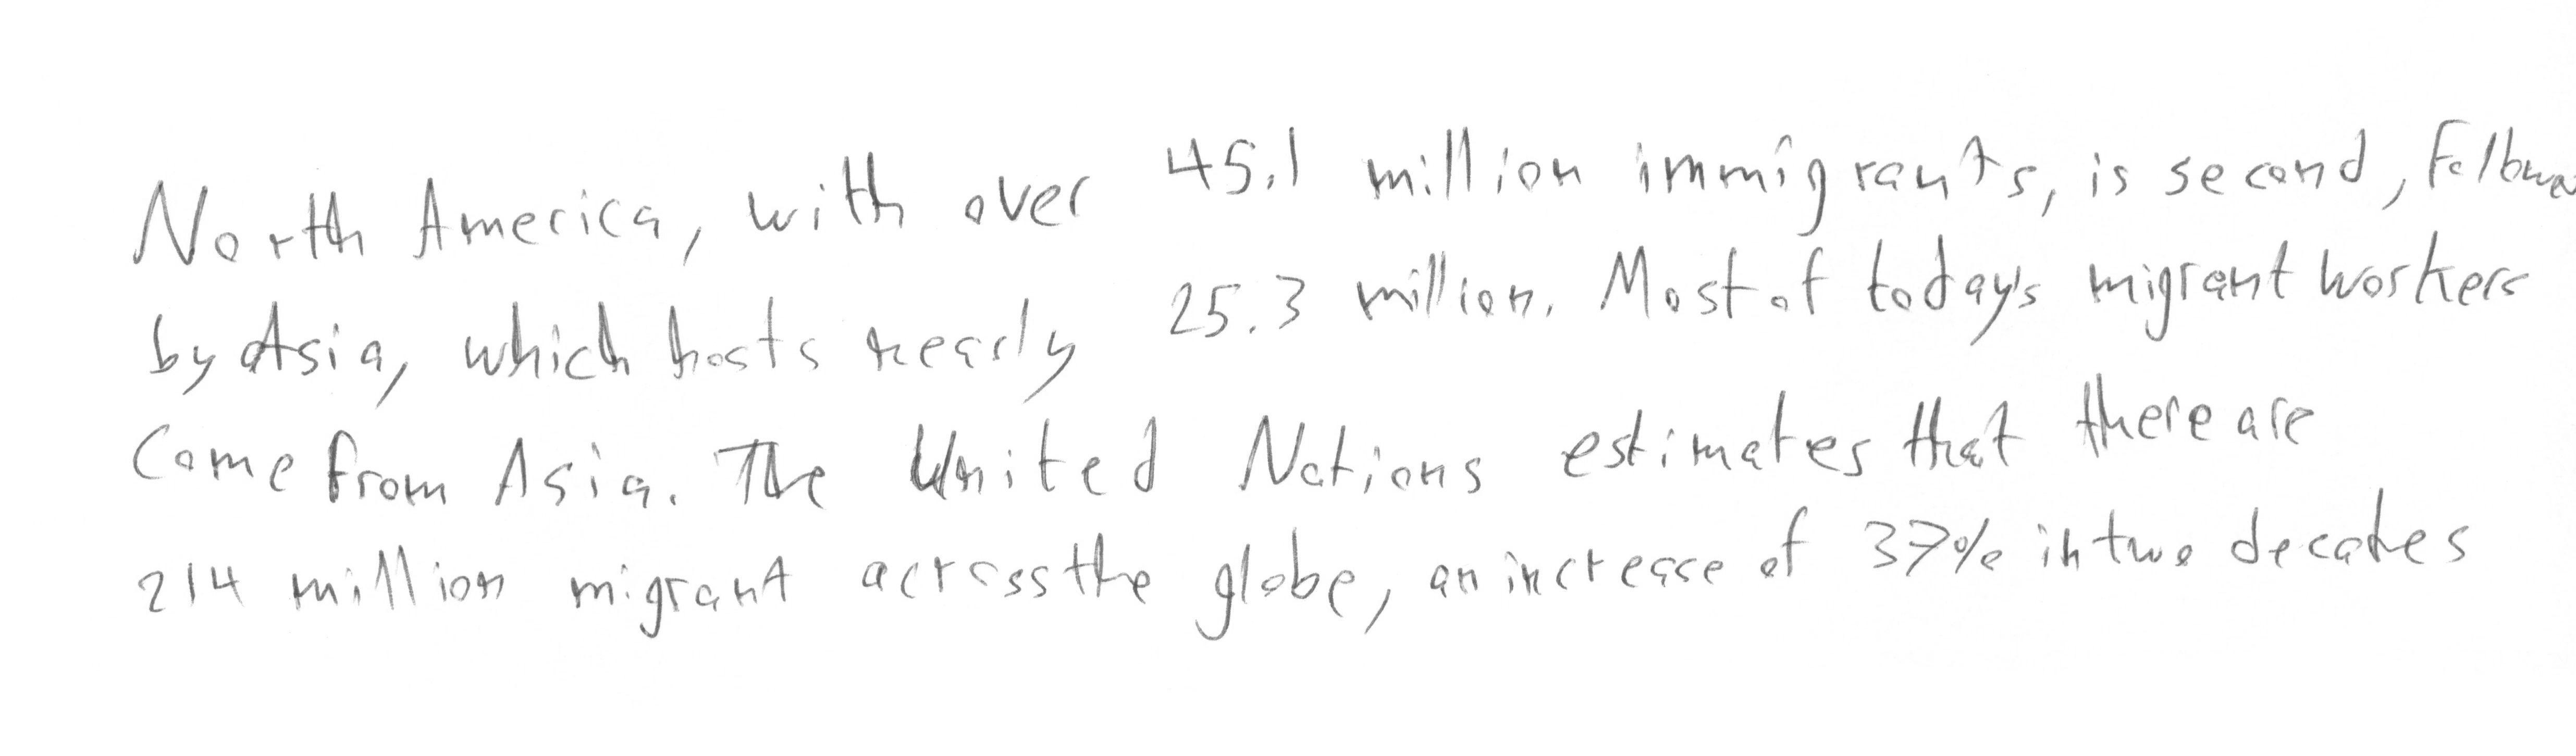 North America, with over 45.1 million immigrants, is second, followe
by Asia, which hosts nearly 25.3 million. Most of today's migrant workers
come from Asia. The United Nations estimates that there are
214 million migrant across the globe, an increase of 37% in two decades